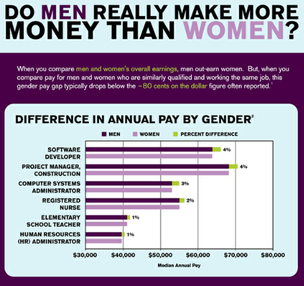 DO MEN REALLY MAKE MORE
MONEY THAN WOMEN?
When you compare men and women's overall earnings, men out-earn women. But, when you
compare pay for men and women who are similarly qualified and working the same job, this
gender pay gap typically drops below the ~80 cents on the dollar figure often reported.¹
DIFFERENCE IN ANNUAL PAY BY GENDER²
MEN WOMEN PERCENT DIFFERENCE
SOFTWARE
DEVELOPER
4%
PROJECT MANAGER,
CONSTRUCTION
4%
COMPUTER SYSTEMS
ADMINISTRATOR
3%
REGISTERED
NURSE
2%
ELEMENTARY
SCHOOL TEACHER
1%
HUMAN RESOURCES
(HR) ADMINISTRATOR
1%
$30,000 $40,000 $50,000 $60,000 $70,000 $80,000
Median Annual Pay